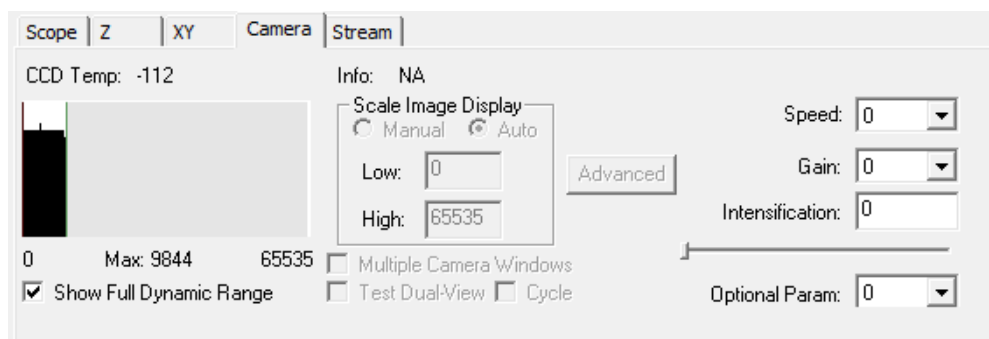 Scope Z XY Camera Stream
CCD Temp: -112 Info: NA
Scale Image Display
Manual Auto
Speed: 0
Low: 0
Advanced
Gain: 0
High: 65535
Intensification: 0
0 Max: 9844 65535
Multiple Camera Windows
Show Full Dynamic Range
Test Dual-View Cycle
Optional Param: 0